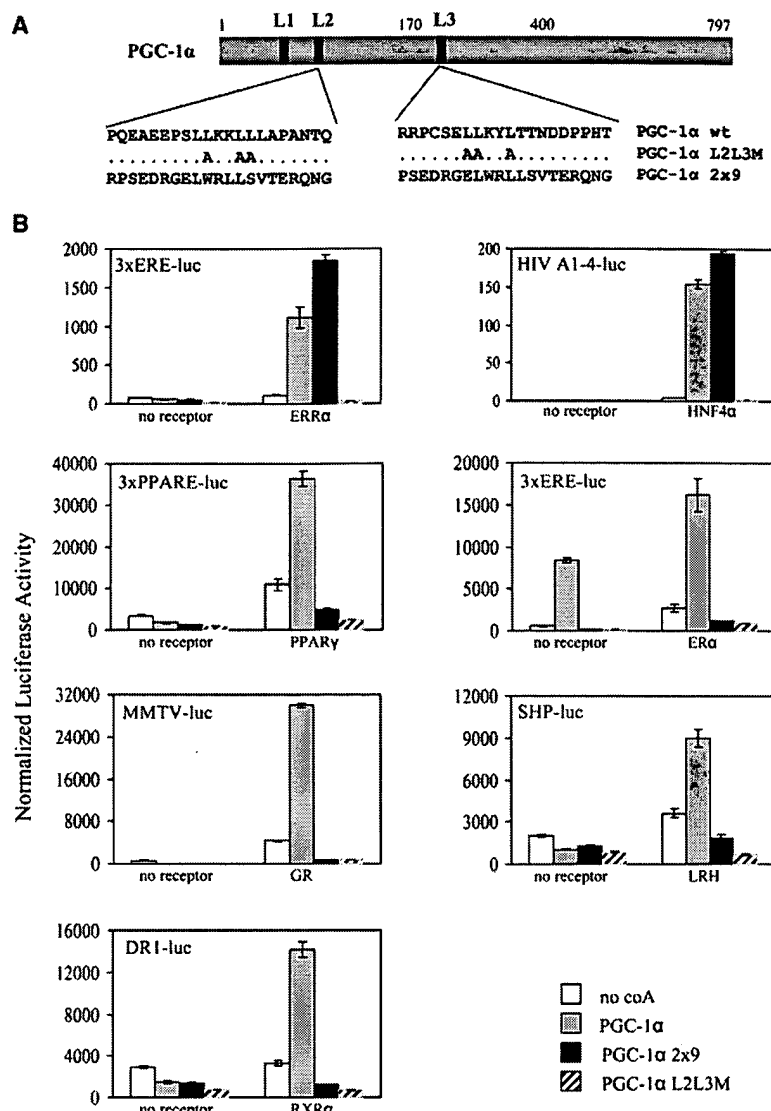 A
1 L1 L2 170 L3 400 797
PGC-1α
PQEAEEPSLLKKLLLAPANTQ RRPCSELLKYLTTNDDPPHT PGC-1α wt
.........A..AA....... ......AA..A......... PGC-1α L2L3M
RPSEDRGELWRLLSVTERQNG PSEDRGELWRLLSVTERQNG PGC-1α 2x9
B
Normalized Luciferase Activity
3xERE-luc
2000
1500
1000
500
0
no receptor ERRα
HIV A1-4-luc
200
150
100
50
0
no receptor HNF4α
3xPPARE-luc
40000
30000
20000
10000
0
no receptor PPARγ
3xERE-luc
20000
15000
10000
5000
0
no receptor ERα
MMTV-luc
32000
24000
16000
8000
0
no receptor GR
SHP-luc
12000
9000
6000
3000
0
no receptor LRH
DR1-luc
16000
12000
8000
4000
0
no receptor RXRα
no coA
PGC-1α
PGC-1α 2x9
PGC-1α L2L3M